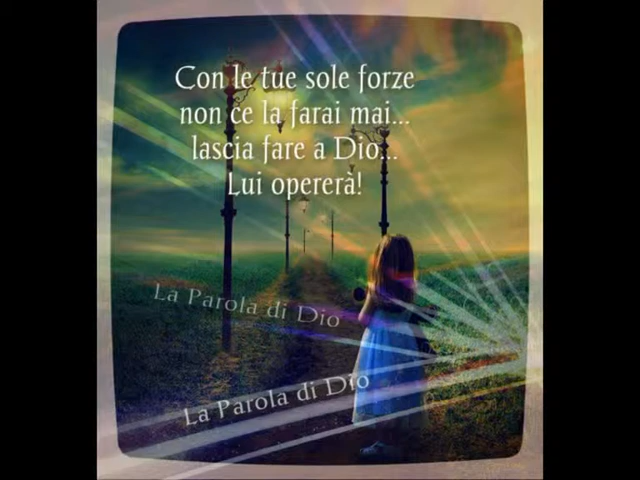 Con le tue sole forze
non ce la farai mai...
lascia fare a Dio...
Lui opererà!
La Parola di Dio
La Parola di Dio